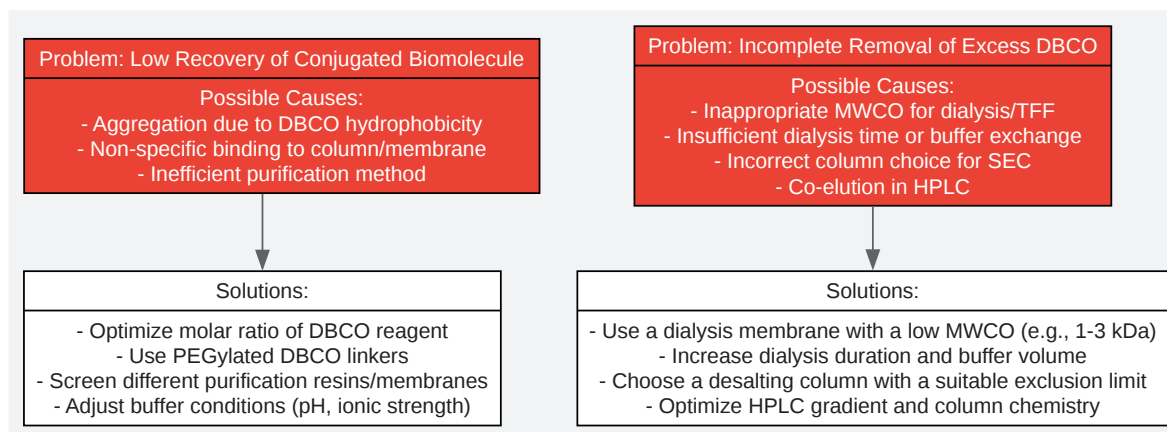 Problem: Low Recovery of Conjugated Biomolecule
Possible Causes:
- Aggregation due to DBCO hydrophobicity
- Non-specific binding to column/membrane
- Inefficient purification method
Solutions:
- Optimize molar ratio of DBCO reagent
- Use PEGylated DBCO linkers
- Screen different purification resins/membranes
- Adjust buffer conditions (pH, ionic strength)
Problem: Incomplete Removal of Excess DBCO
Possible Causes:
- Inappropriate MWCO for dialysis/TFF
- Insufficient dialysis time or buffer exchange
- Incorrect column choice for SEC
- Co-elution in HPLC
Solutions:
- Use a dialysis membrane with a low MWCO (e.g., 1-3 kDa)
- Increase dialysis duration and buffer volume
- Choose a desalting column with a suitable exclusion limit
- Optimize HPLC gradient and column chemistry